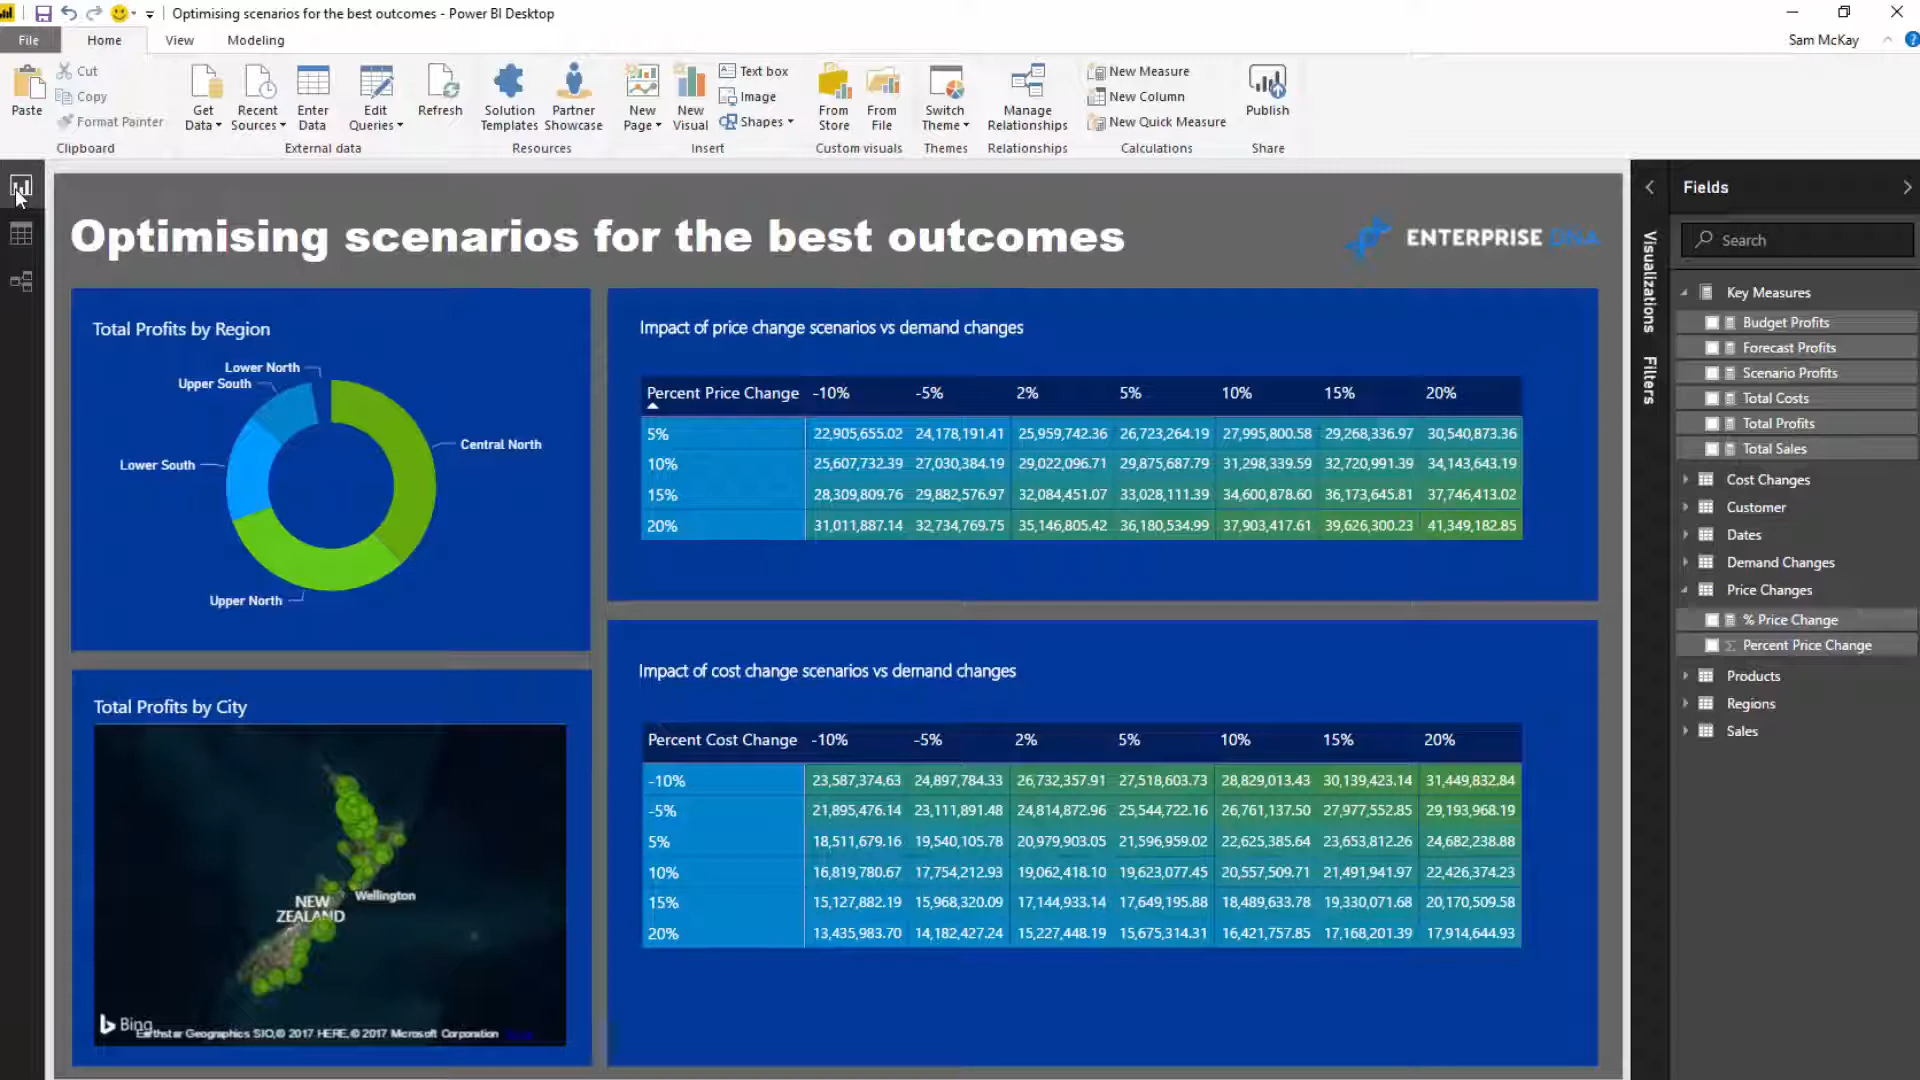 Optimising scenarios for the best outcomes - Power BI Desktop
File Home View Modeling Sam McKay
Paste
Cut
Copy
Format Painter
Clipboard
Get Data
Recent Sources
Enter Data
Edit Queries
Refresh
External data
Solution Templates
Partner Showcase
Resources
New Page
New Visual
Text box
Image
Shapes
Insert
From Store
From File
Custom visuals
Switch Theme
Themes
Manage Relationships
Relationships
New Measure
New Column
New Quick Measure
Calculations
Publish
Share
Optimising scenarios for the best outcomes
ENTERPRISE DNA
Total Profits by Region
Lower North
Upper South
Central North
Lower South
Upper North
Total Profits by City
NEW ZEALAND
Wellington
Bing
Earthstar Geographics SIO,© 2017 HERE,© 2017 Microsoft Corporation
Impact of price change scenarios vs demand changes
Percent Price Change -10% -5% 2% 5% 10% 15% 20%
5% 22,905,655.02 24,178,191.41 25,959,742.36 26,723,264.19 27,995,800.58 29,268,336.97 30,540,873.36
10% 25,607,732.39 27,030,384.19 29,022,096.71 29,875,687.79 31,298,339.59 32,720,991.39 34,143,643.19
15% 28,309,809.76 29,882,576.97 32,084,451.07 33,028,111.39 34,600,878.60 36,173,645.81 37,746,413.02
20% 31,011,887.14 32,734,769.75 35,146,805.42 36,180,534.99 37,903,417.61 39,626,300.23 41,349,182.85
Impact of cost change scenarios vs demand changes
Percent Cost Change -10% -5% 2% 5% 10% 15% 20%
-10% 23,587,374.63 24,897,784.33 26,732,357.91 27,518,603.73 28,829,013.43 30,139,423.14 31,449,832.84
-5% 21,895,476.14 23,111,891.48 24,814,872.96 25,544,722.16 26,761,137.50 27,977,552.85 29,193,968.19
5% 18,511,679.16 19,540,105.78 20,979,903.05 21,596,959.02 22,625,385.64 23,653,812.26 24,682,238.88
10% 16,819,780.67 17,754,212.93 19,062,418.10 19,623,077.45 20,557,509.71 21,491,941.97 22,426,374.23
15% 15,127,882.19 15,968,320.09 17,144,933.14 17,649,195.88 18,489,633.78 19,330,071.68 20,170,509.58
20% 13,435,983.70 14,182,427.24 15,227,448.19 15,675,314.31 16,421,757.85 17,168,201.39 17,914,644.93
Visualizations
Filters
Fields
Search
Key Measures
Budget Profits
Forecast Profits
Scenario Profits
Total Costs
Total Profits
Total Sales
Cost Changes
Customer
Dates
Demand Changes
Price Changes
% Price Change
Percent Price Change
Products
Regions
Sales